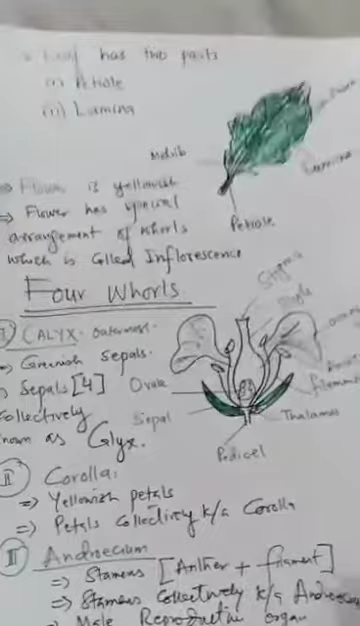 has two parts
(i) Petiole
(ii) Lamina
Midrib
Petiole
⇒ Flower is yellowish
⇒ Flower has special
arrangement of whorls
which is Called Inflorescence
Four Whorls
Stigma
Style
① CALYX- outermost-
⇒ Greenish Sepals.
Sepals [4]
Collectively
known as Calyx.
Ovule
Sepal
filament
Thalamus
Pedicel
Ⅱ Corolla:
⇒ Yellowish petals
⇒ Petals Collectively k/a Corolla
Ⅲ Androecium
⇒ Stamens [Anther + filament]
⇒ Stamens Collectively k/a Androecium
⇒ Male Reproductive organ